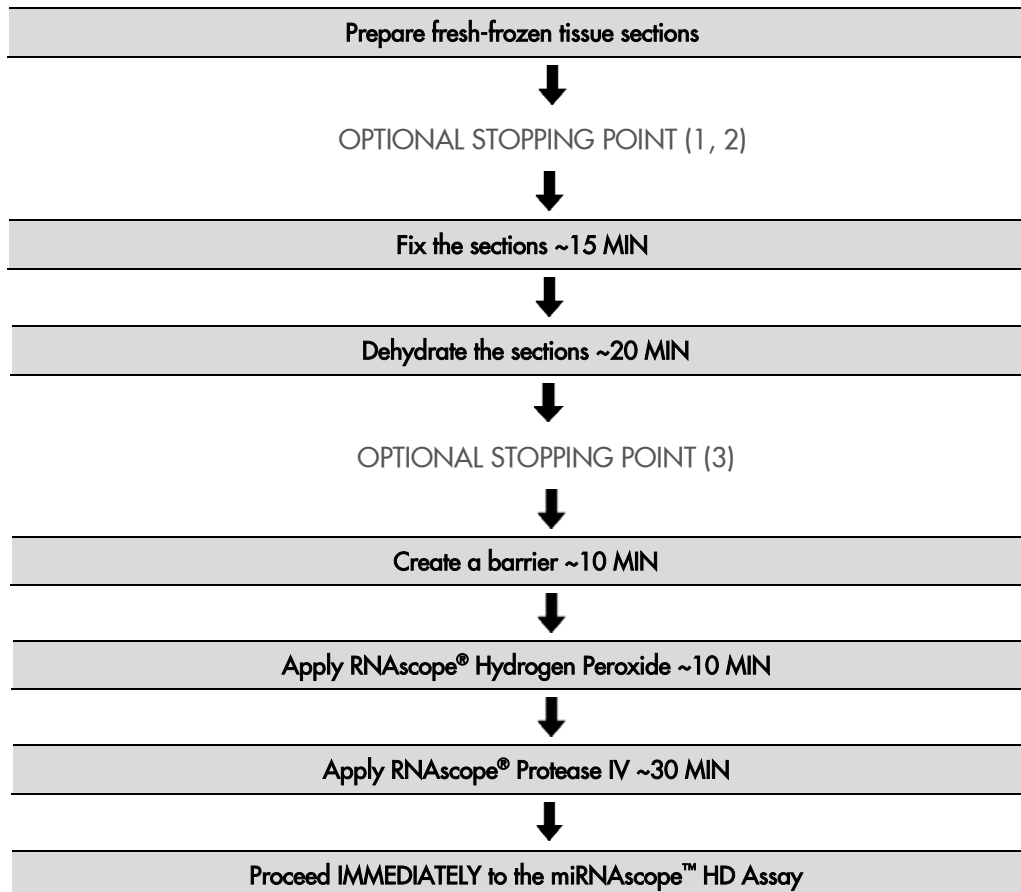 Prepare fresh-frozen tissue sections
OPTIONAL STOPPING POINT (1, 2)
Fix the sections ~15 MIN
Dehydrate the sections ~20 MIN
OPTIONAL STOPPING POINT (3)
Create a barrier ~10 MIN
Apply RNAscope® Hydrogen Peroxide ~10 MIN
Apply RNAscope® Protease IV ~30 MIN
Proceed IMMEDIATELY to the miRNAscope™ HD Assay